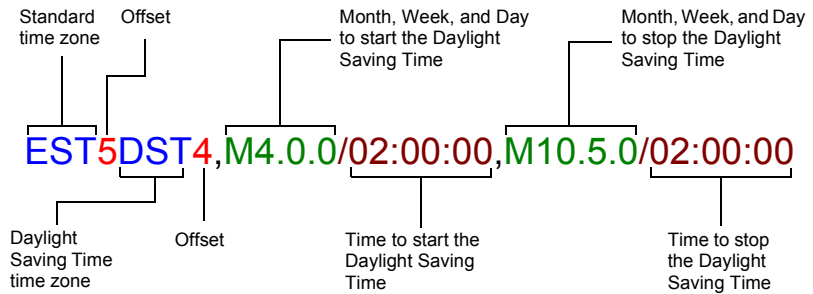 Standard
time zone
Offset
Month, Week, and Day
to start the Daylight
Saving Time
Month, Week, and Day
to stop the Daylight
Saving Time
EST5DST4,M4.0.0/02:00:00,M10.5.0/02:00:00
Daylight
Saving Time
time zone
Offset
Time to start the
Daylight Saving
Time
Time to stop
the Daylight
Saving Time